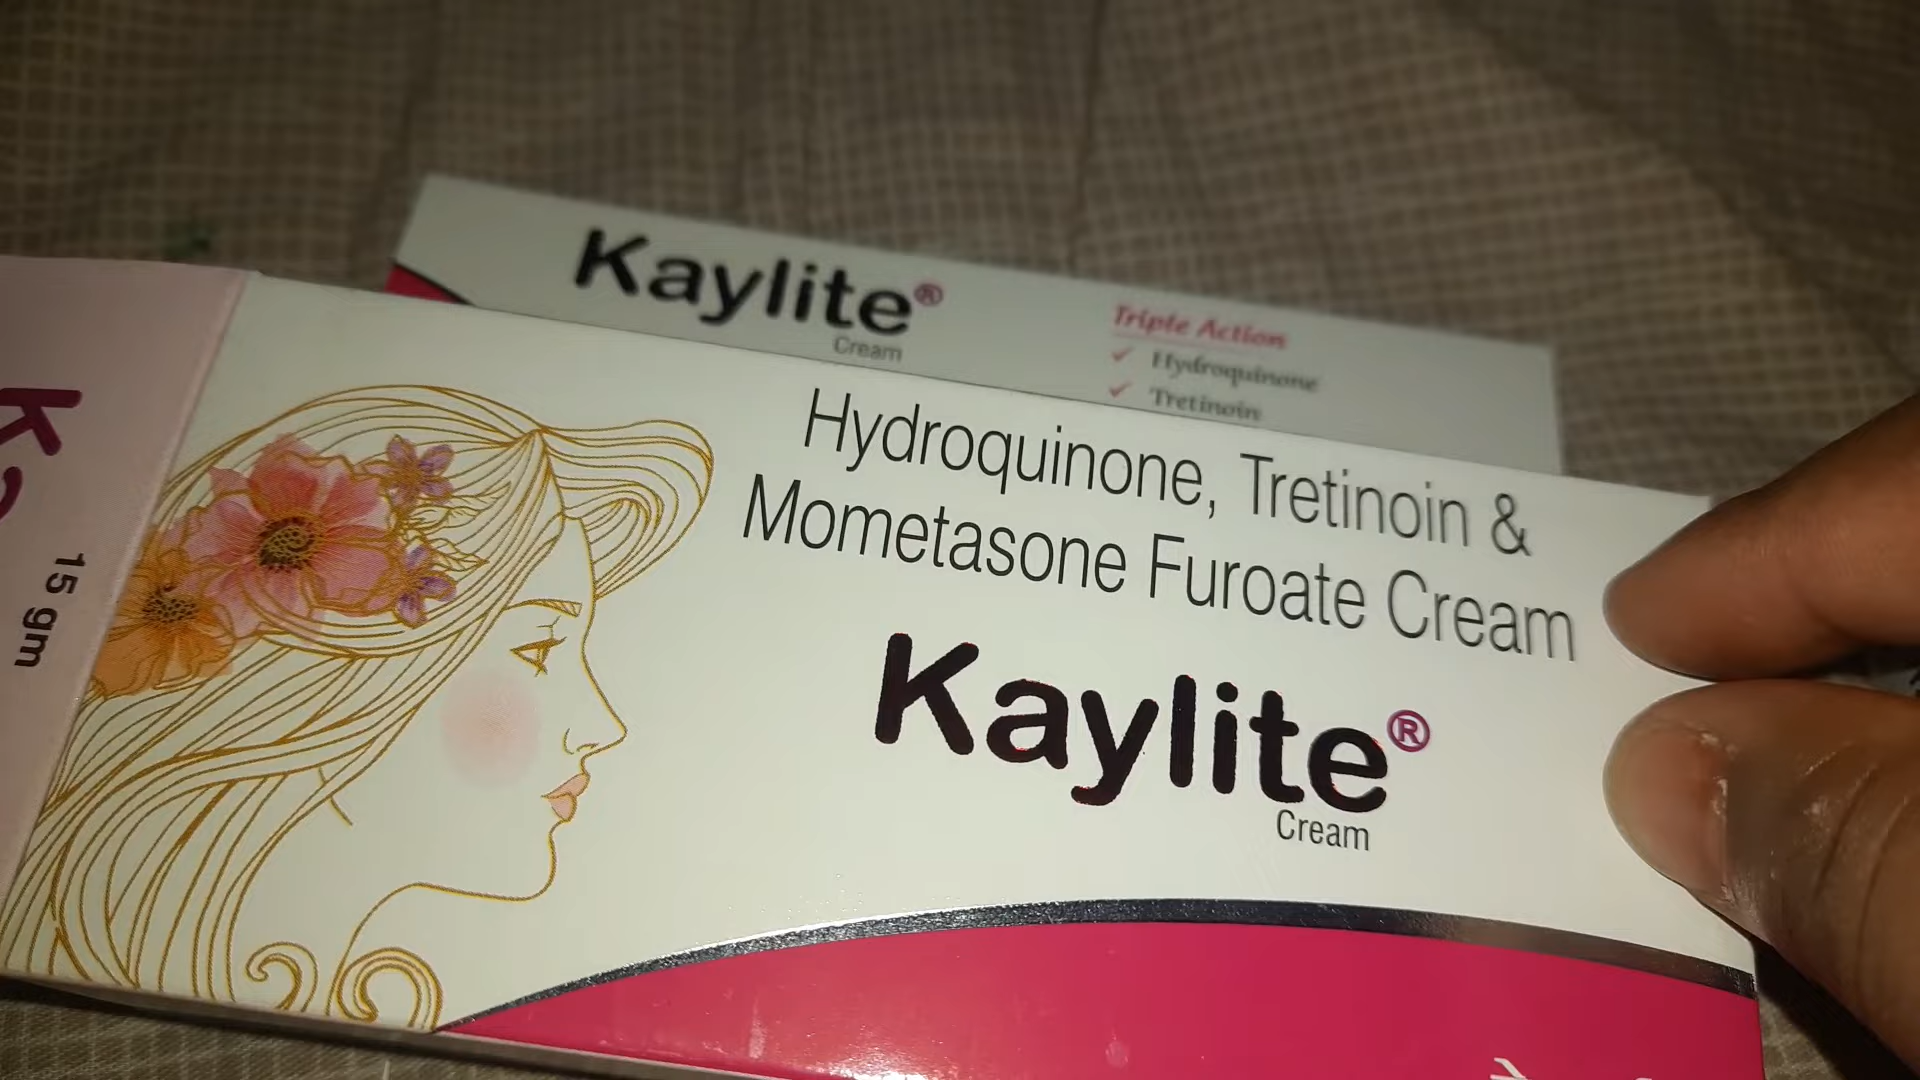 Kaylite®
Cream
Triple Action
✓ Hydroquinone
✓ Tretinoin
Hydroquinone, Tretinoin &
Mometasone Furoate Cream
Kaylite®
Cream
15 gm